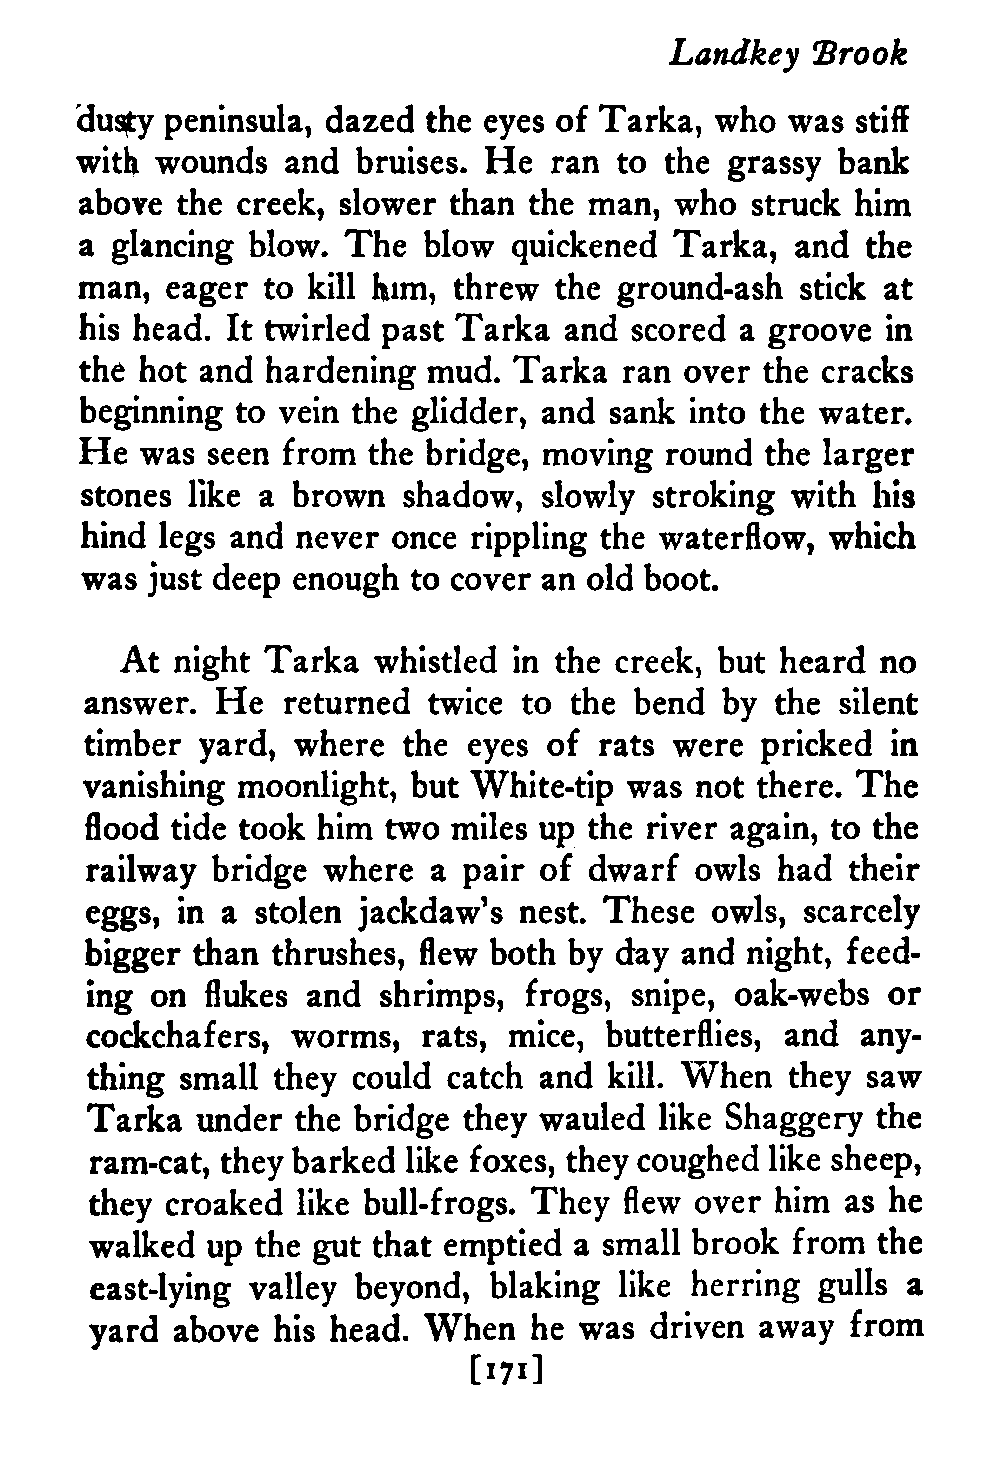 Landkey Brook
dusty peninsula, dazed the eyes of Tarka, who was stiff
with wounds and bruises. He ran to the grassy bank
above the creek, slower than the man, who struck him
a glancing blow. The blow quickened Tarka, and the
man, eager to kill him, threw the ground-ash stick at
his head. It twirled past Tarka and scored a groove in
the hot and hardening mud. Tarka ran over the cracks
beginning to vein the glidder, and sank into the water.
He was seen from the bridge, moving round the larger
stones like a brown shadow, slowly stroking with his
hind legs and never once rippling the waterflow, which
was just deep enough to cover an old boot.
At night Tarka whistled in the creek, but heard no
answer. He returned twice to the bend by the silent
timber yard, where the eyes of rats were pricked in
vanishing moonlight, but White-tip was not there. The
flood tide took him two miles up the river again, to the
railway bridge where a pair of dwarf owls had their
eggs, in a stolen jackdaw's nest. These owls, scarcely
bigger than thrushes, flew both by day and night, feed-
ing on flukes and shrimps, frogs, snipe, oak-webs or
cockchafers, worms, rats, mice, butterflies, and any-
thing small they could catch and kill. When they saw
Tarka under the bridge they wauled like Shaggery the
ram-cat, they barked like foxes, they coughed like sheep,
they croaked like bull-frogs. They flew over him as he
walked up the gut that emptied a small brook from the
east-lying valley beyond, blaking like herring gulls a
yard above his head. When he was driven away from
[171]